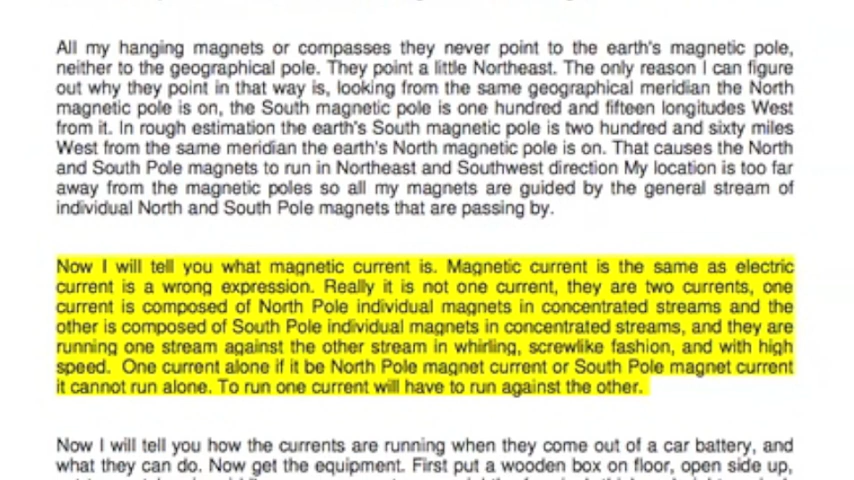 All my hanging magnets or compasses they never point to the earth's magnetic pole,
neither to the geographical pole. They point a little Northeast. The only reason I can figure
out why they point in that way is, looking from the same geographical meridian the North
magnetic pole is on, the South magnetic pole is one hundred and fifteen longitudes West
from it. In rough estimation the earth's South magnetic pole is two hundred and sixty miles
West from the same meridian the earth's North magnetic pole is on. That causes the North
and South Pole magnets to run in Northeast and Southwest direction My location is too far
away from the magnetic poles so all my magnets are guided by the general stream of
individual North and South Pole magnets that are passing by.
Now I will tell you what magnetic current is. Magnetic current is the same as electric
current is a wrong expression. Really it is not one current, they are two currents, one
current is composed of North Pole individual magnets in concentrated streams and the
other is composed of South Pole individual magnets in concentrated streams, and they are
running one stream against the other stream in whirling, screwlike fashion, and with high
speed. One current alone if it be North Pole magnet current or South Pole magnet current
it cannot run alone. To run one current will have to run against the other.
Now I will tell you how the currents are running when they come out of a car battery, and
what they can do. Now get the equipment. First put a wooden box on floor, open side up,